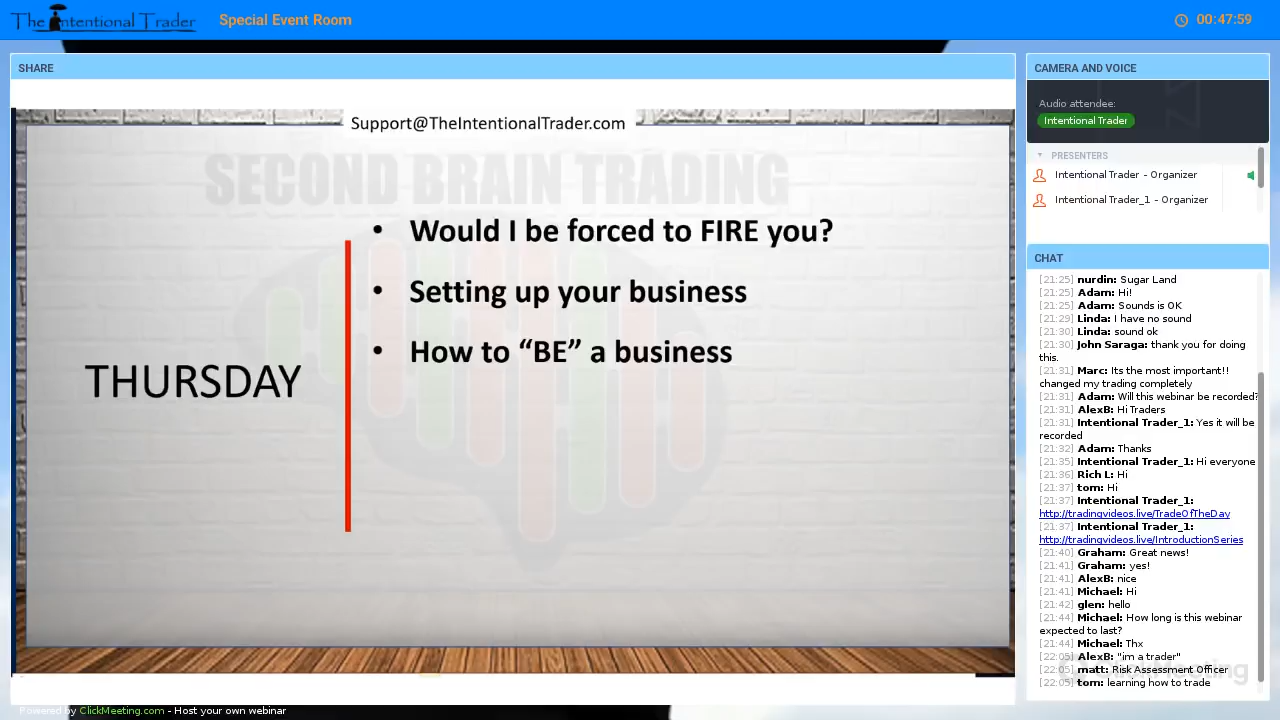 The Intentional Trader
Special Event Room
00:47:59
SHARE
Support@TheIntentionalTrader.com
SECOND BRAIN TRADING
• Would I be forced to FIRE you?
• Setting up your business
• How to “BE” a business
THURSDAY
CAMERA AND VOICE
Audio attendee:
Intentional Trader
PRESENTERS
Intentional Trader - Organizer
Intentional Trader_1 - Organizer
CHAT
[21:25] nurdin: Sugar Land
[21:25] Adam: Hi!
[21:25] Adam: Sounds is OK
[21:29] Linda: I have no sound
[21:30] Linda: sound ok
[21:30] John Saraga: thank you for doing
this.
[21:31] Marc: Its the most important!!
changed my trading completely
[21:31] Adam: Will this webinar be recorded?
[21:31] AlexB: Hi Traders
[21:31] Intentional Trader_1: Yes it will be
recorded
[21:32] Adam: Thanks
[21:35] Intentional Trader_1: Hi everyone
[21:36] Rich L: Hi
[21:37] tom: Hi
[21:37] Intentional Trader_1:
http://tradingvideos.live/TradeOfTheDay
[21:37] Intentional Trader_1:
http://tradingvideos.live/IntroductionSeries
[21:40] Graham: Great news!
[21:41] Graham: yes!
[21:41] AlexB: nice
[21:41] Michael: Hi
[21:42] glen: hello
[21:44] Michael: How long is this webinar
expected to last?
[21:44] Michael: Thx
[22:05] AlexB: "im a trader"
[22:05] matt: Risk Assessment Officer
[22:05] tom: learning how to trade
ClickMeeting
Powered by ClickMeeting.com - Host your own webinar